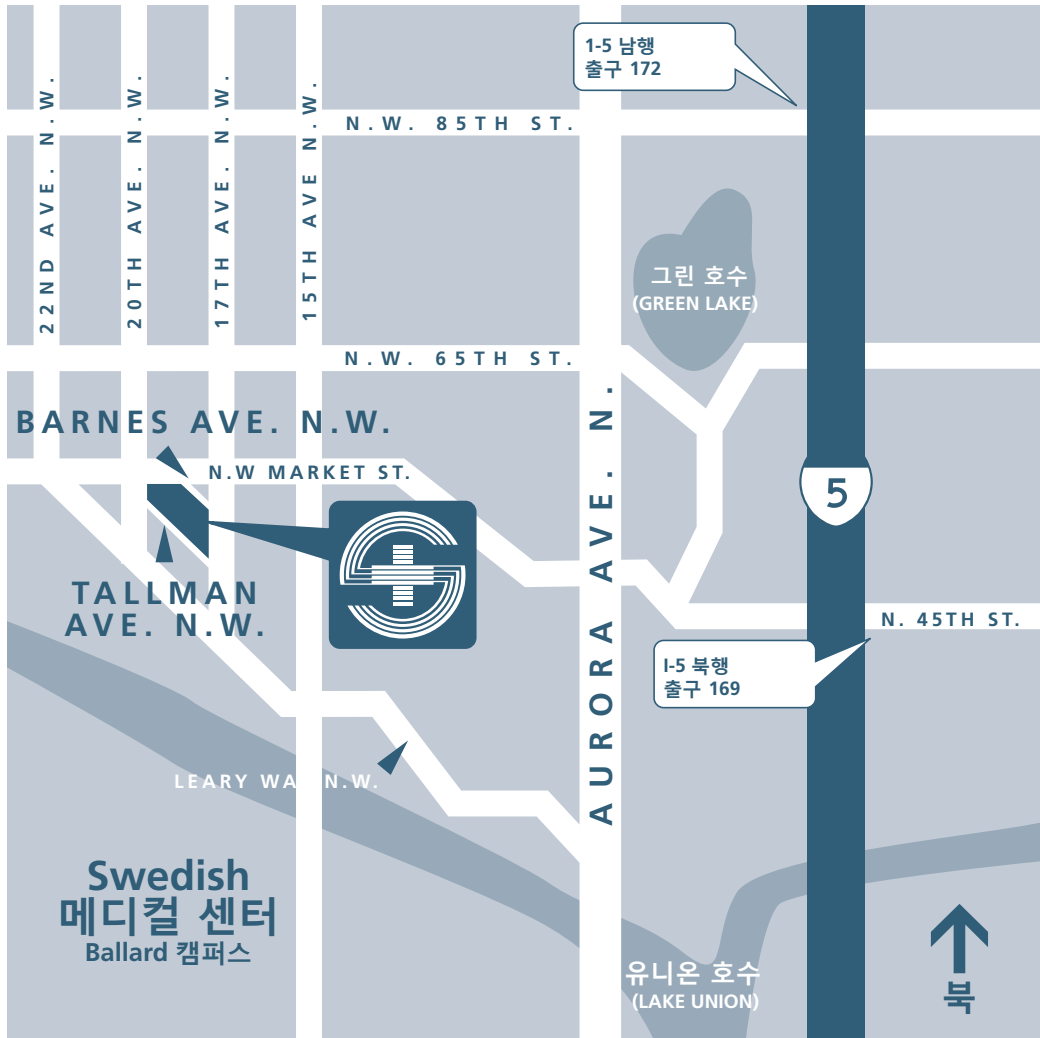 1-5 남행
출구 172
22ND AVE. N.W.
20TH AVE. N.W.
17TH AVE. N.W.
15TH AVE N.W.
N.W. 85TH ST.
그린 호수
(GREEN LAKE)
N.W. 65TH ST.
BARNES AVE. N.W.
N.W MARKET ST.
5
TALLMAN
AVE. N.W.
AURORA AVE. N.
N. 45TH ST.
I-5 북행
출구 169
LEARY WAY N.W.
Swedish
메디컬 센터
Ballard 캠퍼스
유니온 호수
(LAKE UNION)
북